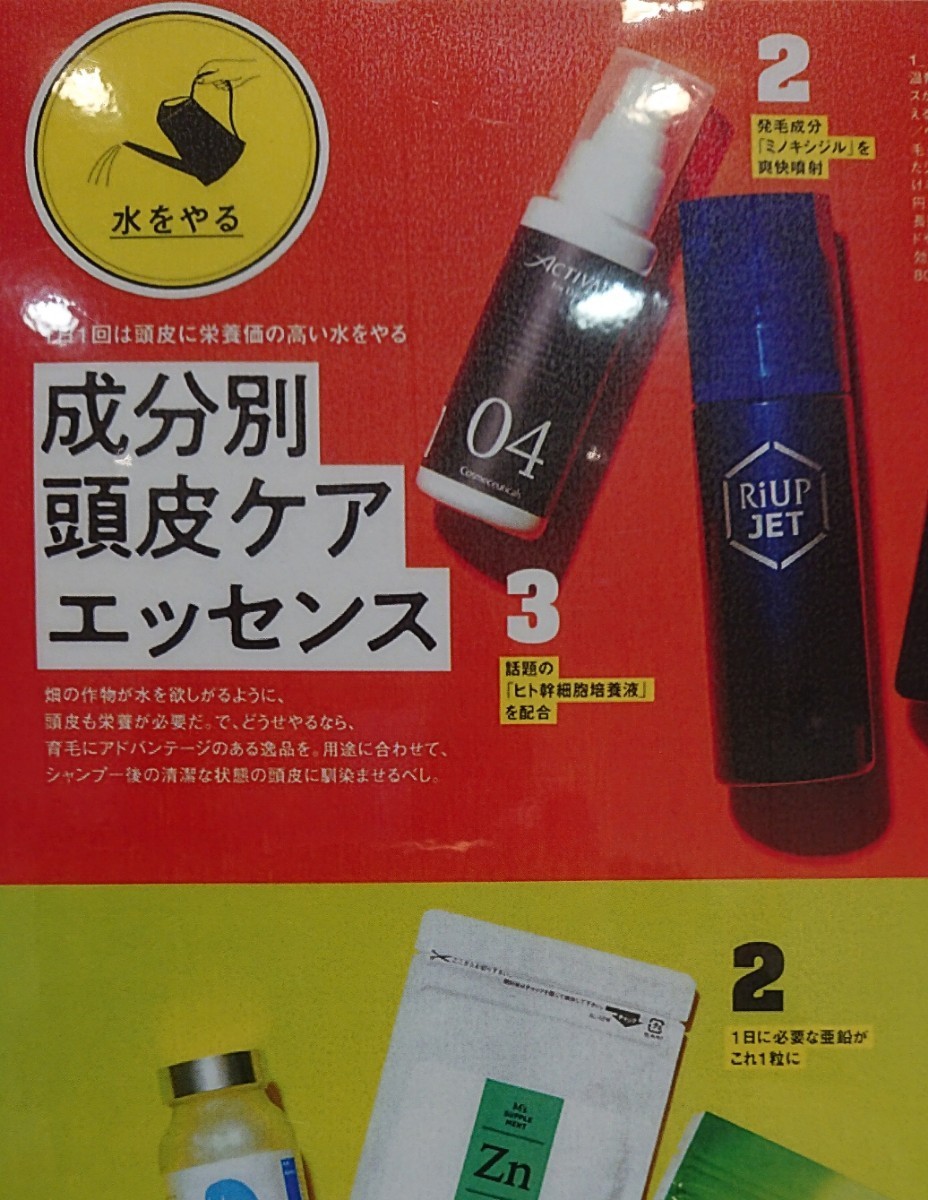 水をやる
1日1回は頭皮に栄養価の高い水をやる
成分別
頭皮ケア
エッセンス
畑の作物が水を欲しがるように、
頭皮も栄養が必要だ。で、どうせやるなら、
育毛にアドバンテージのある逸品を。用途に合わせて、
シャンプー後の清潔な状態の頭皮に馴染ませるべし。
2
発毛成分
「ミノキシジル」を
爽快噴射
04
Cosmeceuticals
RiUP
JET
3
話題の
「ヒト幹細胞培養液」
を配合
2
1日に必要な亜鉛が
これ1粒に
M's
SUPPLE
MENT
Zn